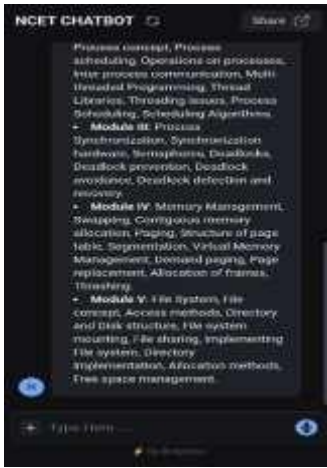 NCET CHATBOT
Share
Process concept, Process
scheduling, Operations on processes,
Inter process communication, Multi-
threaded Programming, Thread
Libraries, Threading issues, Process
Scheduling, Scheduling Algorithms.
• Module III: Process
Synchronization, Synchronization
hardware, Semaphores, Deadlocks,
Deadlock prevention, Deadlock
avoidance, Deadlock detection and
recovery.
• Module IV: Memory Management,
Swapping, Contiguous memory
allocation, Paging, Structure of page
table, Segmentation, Virtual Memory
Management, Demand paging, Page
replacement, Allocation of frames,
Thrashing.
• Module V: File System, File
concept, Access methods, Directory
and Disk structure, File system
mounting, File sharing, Implementing
File system, Directory
Implementation, Allocation methods,
Free space management.
Type Here ...